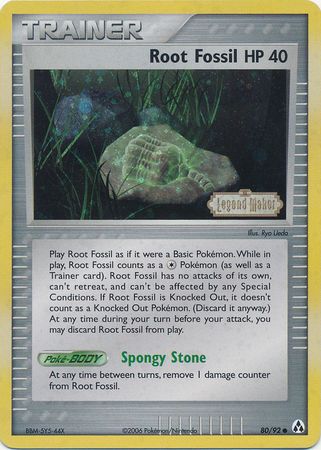 TRAINER
Root Fossil HP 40
Legend Maker
Illus. Ryo Ueda
Play Root Fossil as if it were a Basic Pokémon. While in
play, Root Fossil counts as a Pokémon (as well as a
Trainer card). Root Fossil has no attacks of its own,
can't retreat, and can't be affected by any Special
Conditions. If Root Fossil is Knocked Out, it doesn't
count as a Knocked Out Pokémon. (Discard it anyway.)
At any time during your turn before your attack, you
may discard Root Fossil from play.
Poké-BODY Spongy Stone
At any time between turns, remove 1 damage counter
from Root Fossil.
BBM-5Y5-44X ©2006 Pokémon/Nintendo 80/92